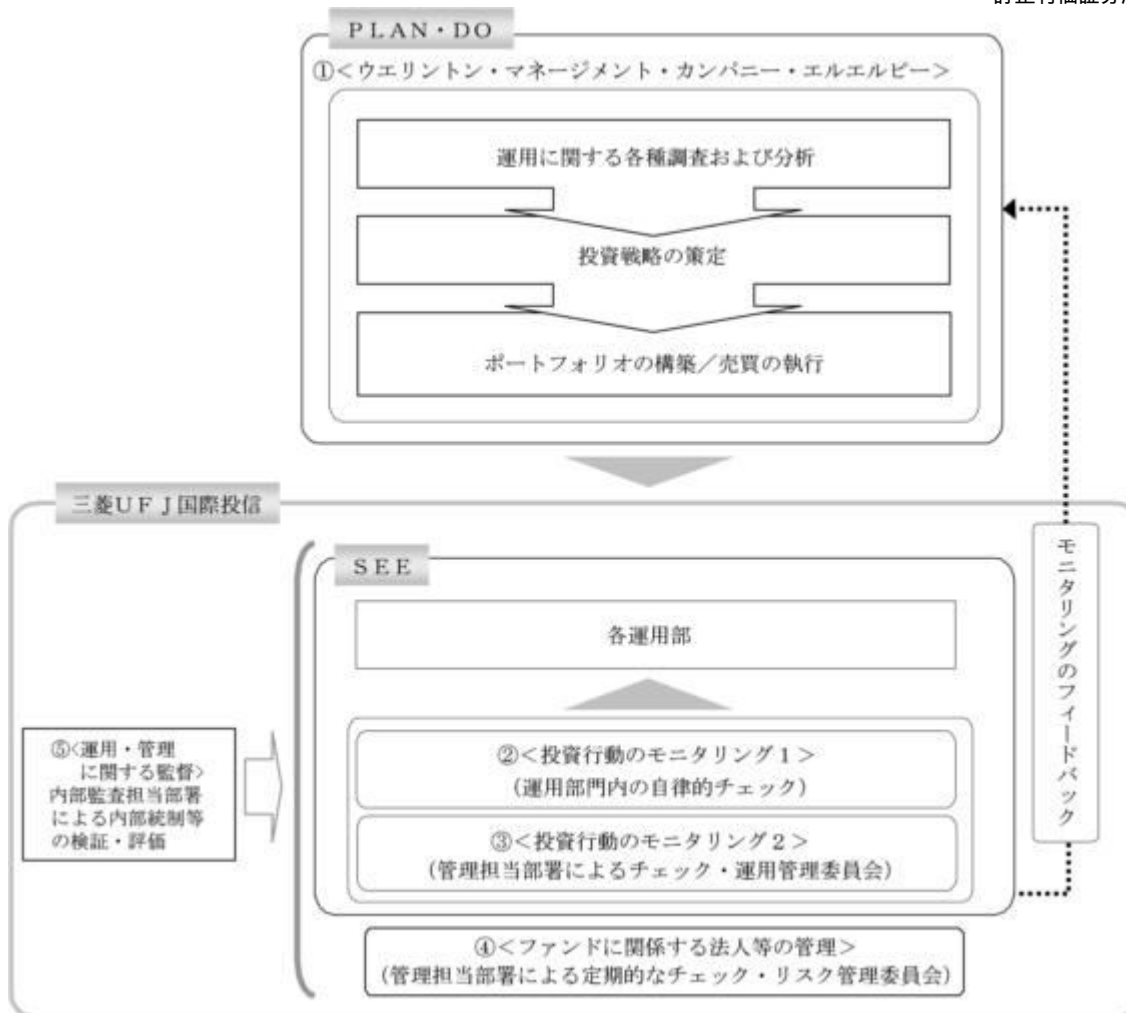 PLAN・DO
①<ウエリントン・マネージメント・カンパニー・エルエルピー>
運用に関する各種調査および分析
投資戦略の策定
ポートフォリオの構築/売買の執行
三菱UFJ国際投信
SEE
各運用部
②<投資行動のモニタリング1>
(運用部門内の自律的チェック)
③<投資行動のモニタリング2>
(管理担当部署によるチェック・運用管理委員会)
④<ファンドに関係する法人等の管理>
(管理担当部署による定期的なチェック・リスク管理委員会)
⑤<運用・管理
に関する監督>
内部監査担当部署
による内部統制等
の検証・評価
モニタリングのフィードバック